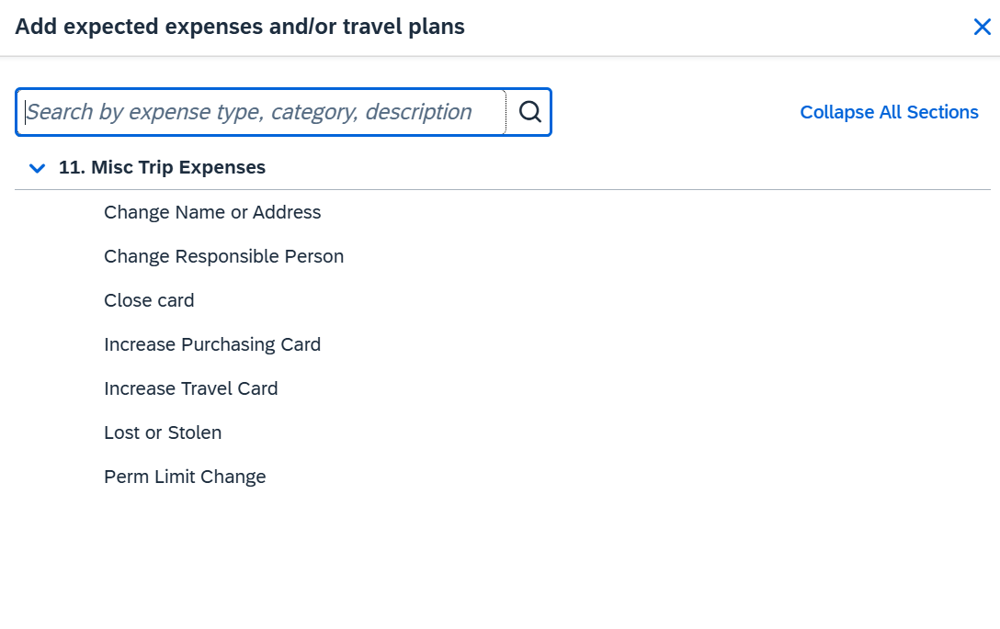 Add expected expenses and/or travel plans
Search by expense type, category, description
Collapse All Sections
11. Misc Trip Expenses
Change Name or Address
Change Responsible Person
Close card
Increase Purchasing Card
Increase Travel Card
Lost or Stolen
Perm Limit Change